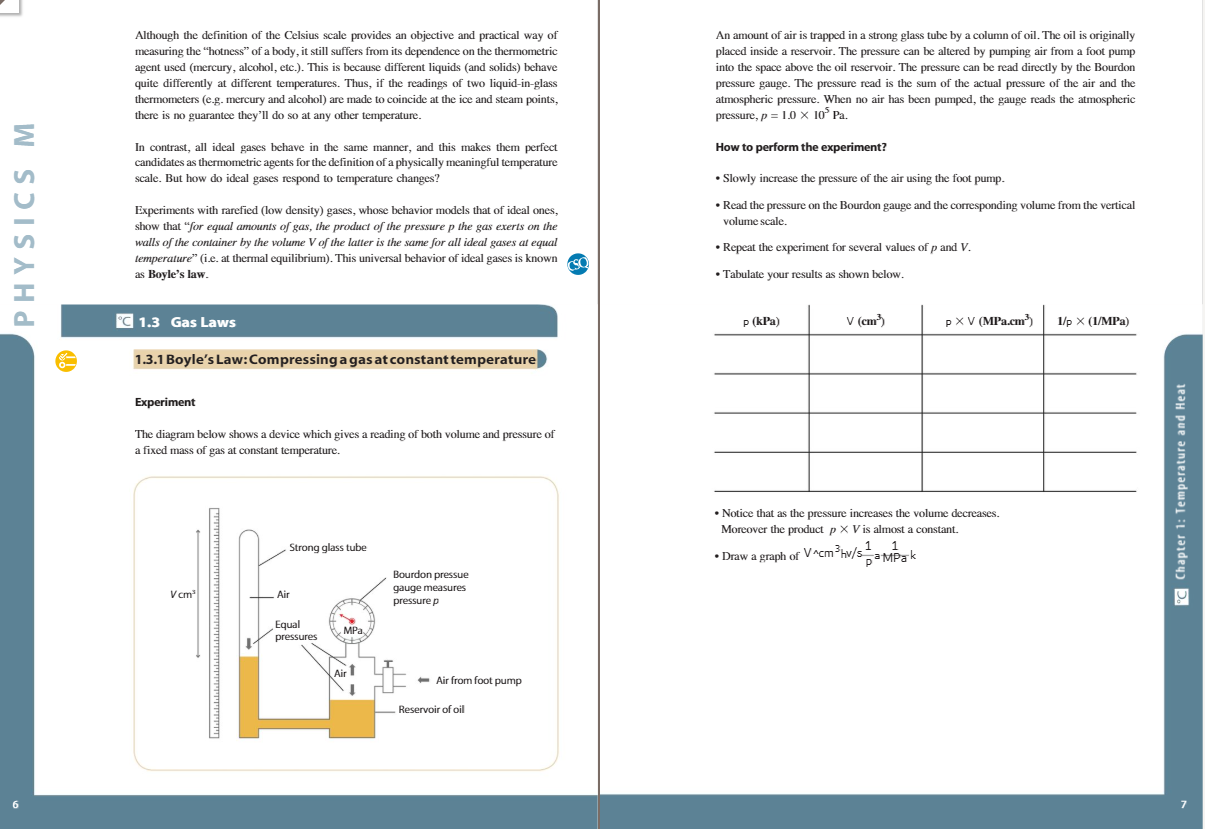 Although the definition of the Celsius scale provides an objective and practical way of
measuring the “hotness” of a body, it still suffers from its dependence on the thermometric
agent used (mercury, alcohol, etc.). This is because different liquids (and solids) behave
quite differently at different temperatures. Thus, if the readings of two liquid-in-glass
thermometers (e.g. mercury and alcohol) are made to coincide at the ice and steam points,
there is no guarantee they’ll do so at any other temperature.
In contrast, all ideal gases behave in the same manner, and this makes them perfect
candidates as thermometric agents for the definition of a physically meaningful temperature
scale. But how do ideal gases respond to temperature changes?
Experiments with rarefied (low density) gases, whose behavior models that of ideal ones,
show that “for equal amounts of gas, the product of the pressure p the gas exerts on the
walls of the container by the volume V of the latter is the same for all ideal gases at equal
temperature” (i.e. at thermal equilibrium). This universal behavior of ideal gases is known
as Boyle’s law.
CSQ
PHYSICS M
°C 1.3 Gas Laws
1.3.1 Boyle’s Law: Compressing a gas at constant temperature
Experiment
The diagram below shows a device which gives a reading of both volume and pressure of
a fixed mass of gas at constant temperature.
Strong glass tube
Bourdon pressue
gauge measures
pressure p
V cm³
Air
Equal
pressures
MPa
Air
Air from foot pump
Reservoir of oil
6
An amount of air is trapped in a strong glass tube by a column of oil. The oil is originally
placed inside a reservoir. The pressure can be altered by pumping air from a foot pump
into the space above the oil reservoir. The pressure can be read directly by the Bourdon
pressure gauge. The pressure read is the sum of the actual pressure of the air and the
atmospheric pressure. When no air has been pumped, the gauge reads the atmospheric
pressure, p = 1.0 × 10⁵ Pa.
How to perform the experiment?
• Slowly increase the pressure of the air using the foot pump.
• Read the pressure on the Bourdon gauge and the corresponding volume from the vertical
volume scale.
• Repeat the experiment for several values of p and V.
• Tabulate your results as shown below.
p (kPa) V (cm³) p × V (MPa.cm³) 1/p × (1/MPa)
• Notice that as the pressure increases the volume decreases.
Moreover the product p × V is almost a constant.
• Draw a graph of V^cm³hv/s 1/p a 1/MPa k
°C Chapter 1: Temperature and Heat
7